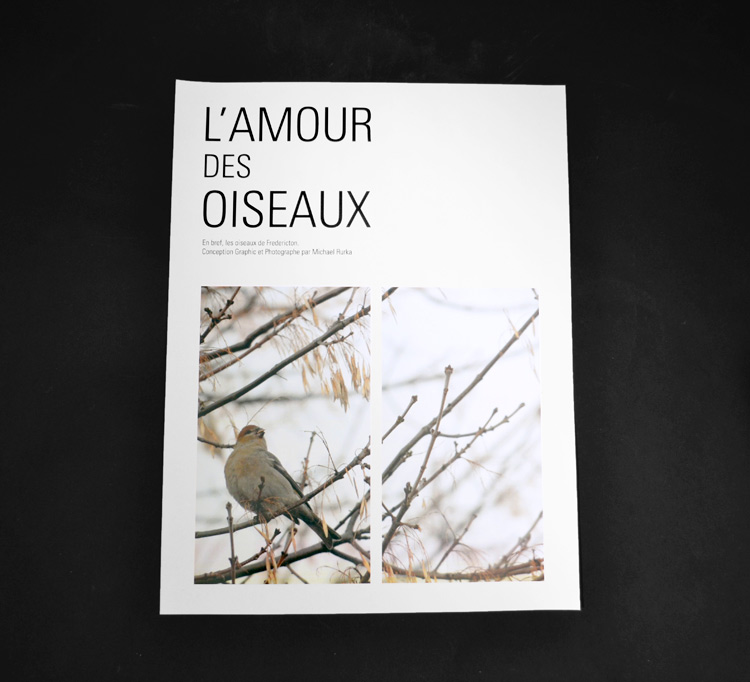 L'AMOUR
DES
OISEAUX
En bref, les oiseaux de Fredericton.
Conception Graphic et Photographe par Michael Hurka